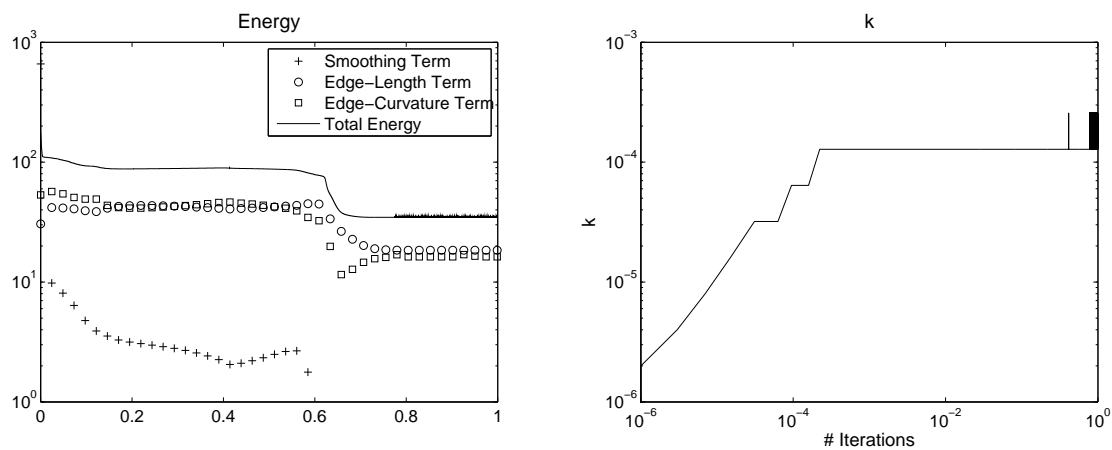 Energy
10^3
10^2
10^1
10^0
0
0.2
0.4
0.6
0.8
1
Smoothing Term
Edge−Length Term
Edge−Curvature Term
Total Energy
k
10^−3
10^−4
10^−5
10^−6
k
10^−6
10^−4
10^−2
10^0
# Iterations